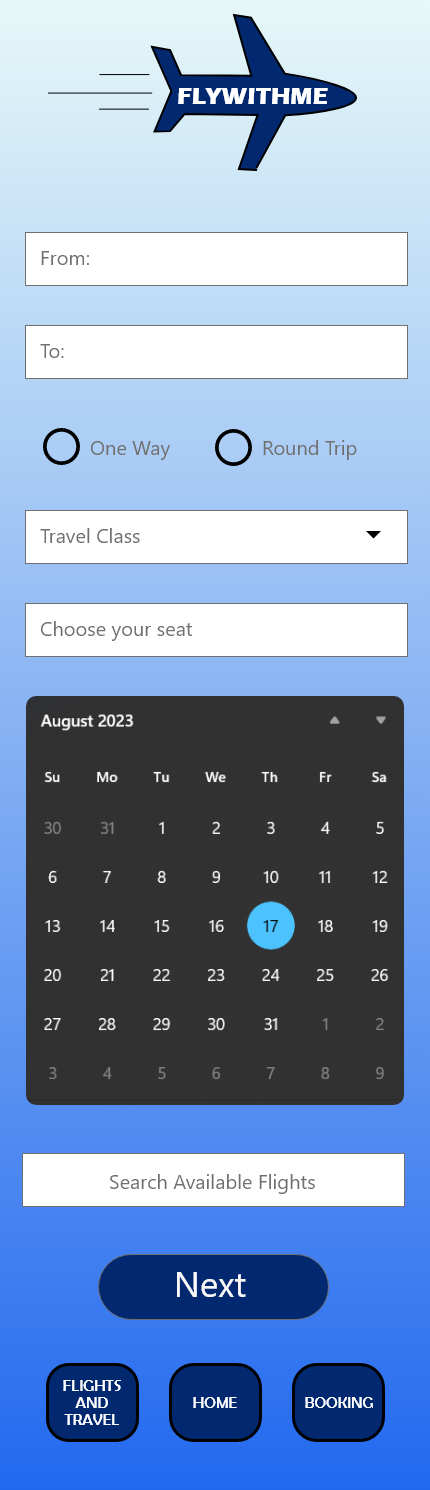 FLYWITHME
From:
To:
One Way Round Trip
Travel Class
Choose your seat
August 2023
Su Mo Tu We Th Fr Sa
30 31 1 2 3 4 5
6 7 8 9 10 11 12
13 14 15 16 17 18 19
20 21 22 23 24 25 26
27 28 29 30 31 1 2
3 4 5 6 7 8 9
Search Available Flights
Next
FLIGHTS
AND
TRAVEL
HOME
BOOKING